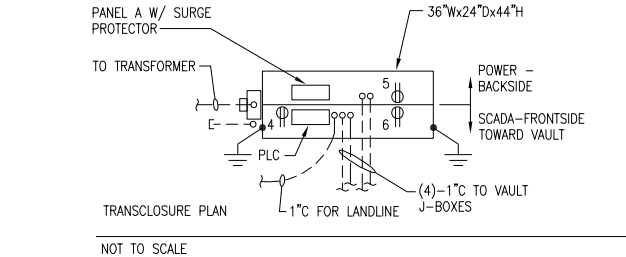 PANEL A W/ SURGE
PROTECTOR
36"Wx24"Dx44"H
TO TRANSFORMER
5
POWER –
BACKSIDE
4
6
SCADA-FRONTSIDE
TOWARD VAULT
PLC
(4)-1"C TO VAULT
J-BOXES
TRANSCLOSURE PLAN
1"C FOR LANDLINE
NOT TO SCALE